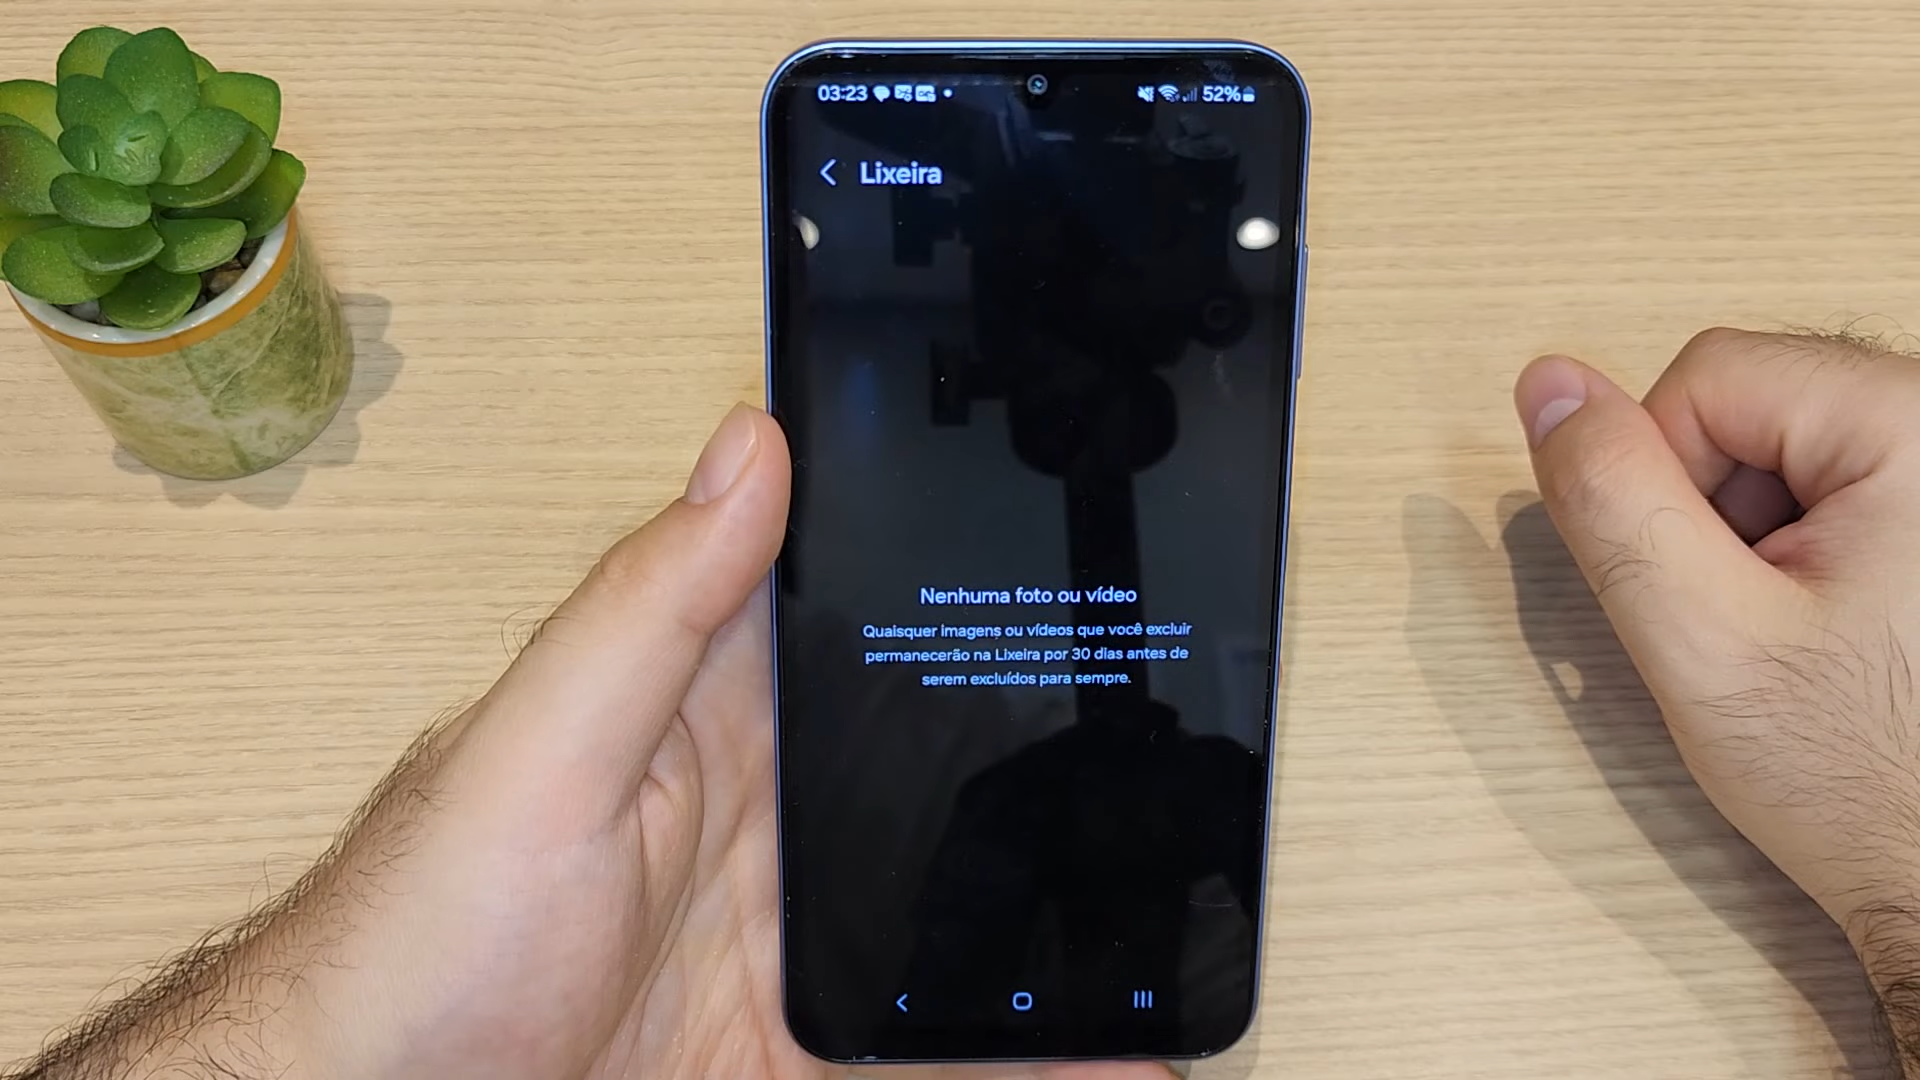 03:23
52%
Lixeira
Nenhuma foto ou vídeo
Quaisquer imagens ou vídeos que você excluir
permanecerão na Lixeira por 30 dias antes de
serem excluídos para sempre.